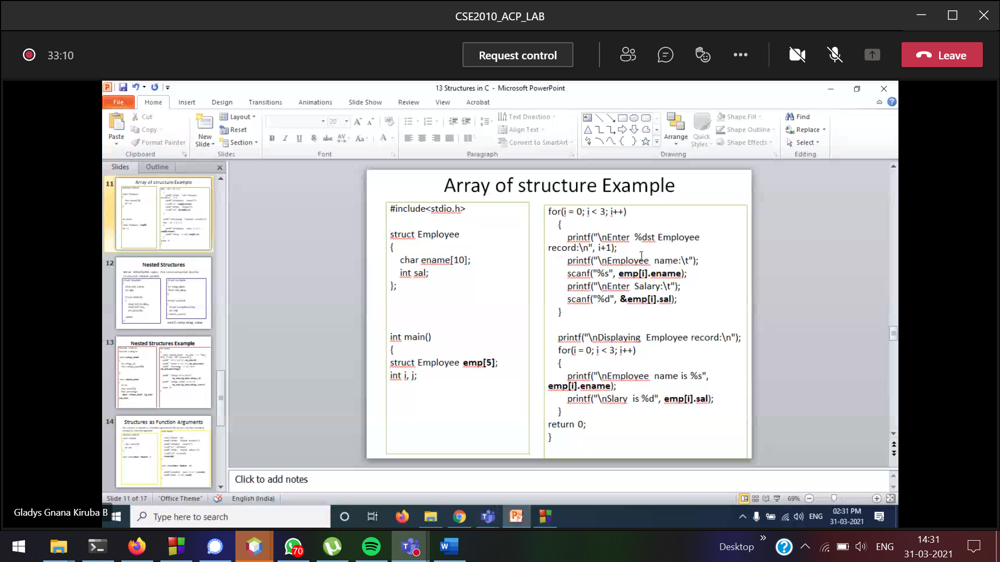 CSE2010_ACP_LAB
33:10
Request control
Leave
13 Structures in C - Microsoft PowerPoint
File Home Insert Design Transitions Animations Slide Show Review View Acrobat
Paste
Cut
Copy
Format Painter
Clipboard
New Slide
Layout
Reset
Section
Slides
20
Font
Text Direction
Align Text
Convert to SmartArt
Paragraph
Arrange
Quick Styles
Shape Fill
Shape Outline
Shape Effects
Drawing
Find
Replace
Select
Editing
Slides Outline
11
Array of structure Example
12
Nested Structures
13
Nested Structures Example
14
Structures as Function Arguments
Array of structure Example
#include<stdio.h>
struct Employee
{
char ename[10];
int sal;
};
int main()
{
struct Employee emp[5];
int i, j;
for(i = 0; i < 3; i++)
{
printf("\nEnter %dst Employee
record:\n", i+1);
printf("\nEmployee name:\t");
scanf("%s", emp[i].ename);
printf("\nEnter Salary:\t");
scanf("%d", &emp[i].sal);
}
printf("\nDisplaying Employee record:\n");
for(i = 0; i < 3; i++)
{
printf("\nEmployee name is %s",
emp[i].ename);
printf("\nSlary is %d", emp[i].sal);
}
return 0;
}
Click to add notes
Slide 11 of 17 "Office Theme" English (India) 69%
Gladys Gnana Kiruba B
Type here to search
ENG
02:31 PM
31-03-2021
70
Desktop
ENG
14:31
31-03-2021